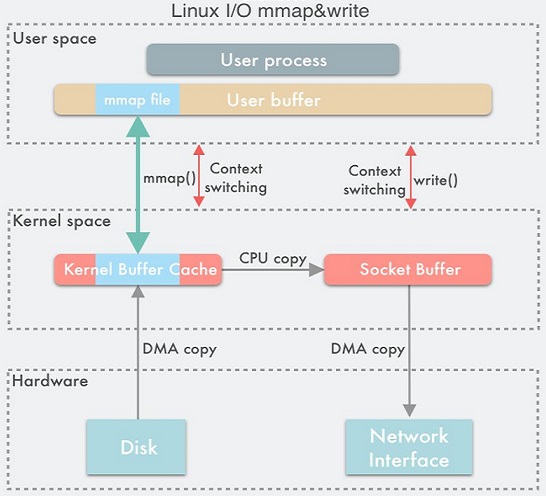 Linux I/O mmap&write
User space
User process
mmap file
User buffer
mmap()
Context
switching
Context
switching
write()
Kernel space
Kernel Buffer Cache
CPU copy
Socket Buffer
DMA copy
DMA copy
Hardware
Disk
Network
Interface